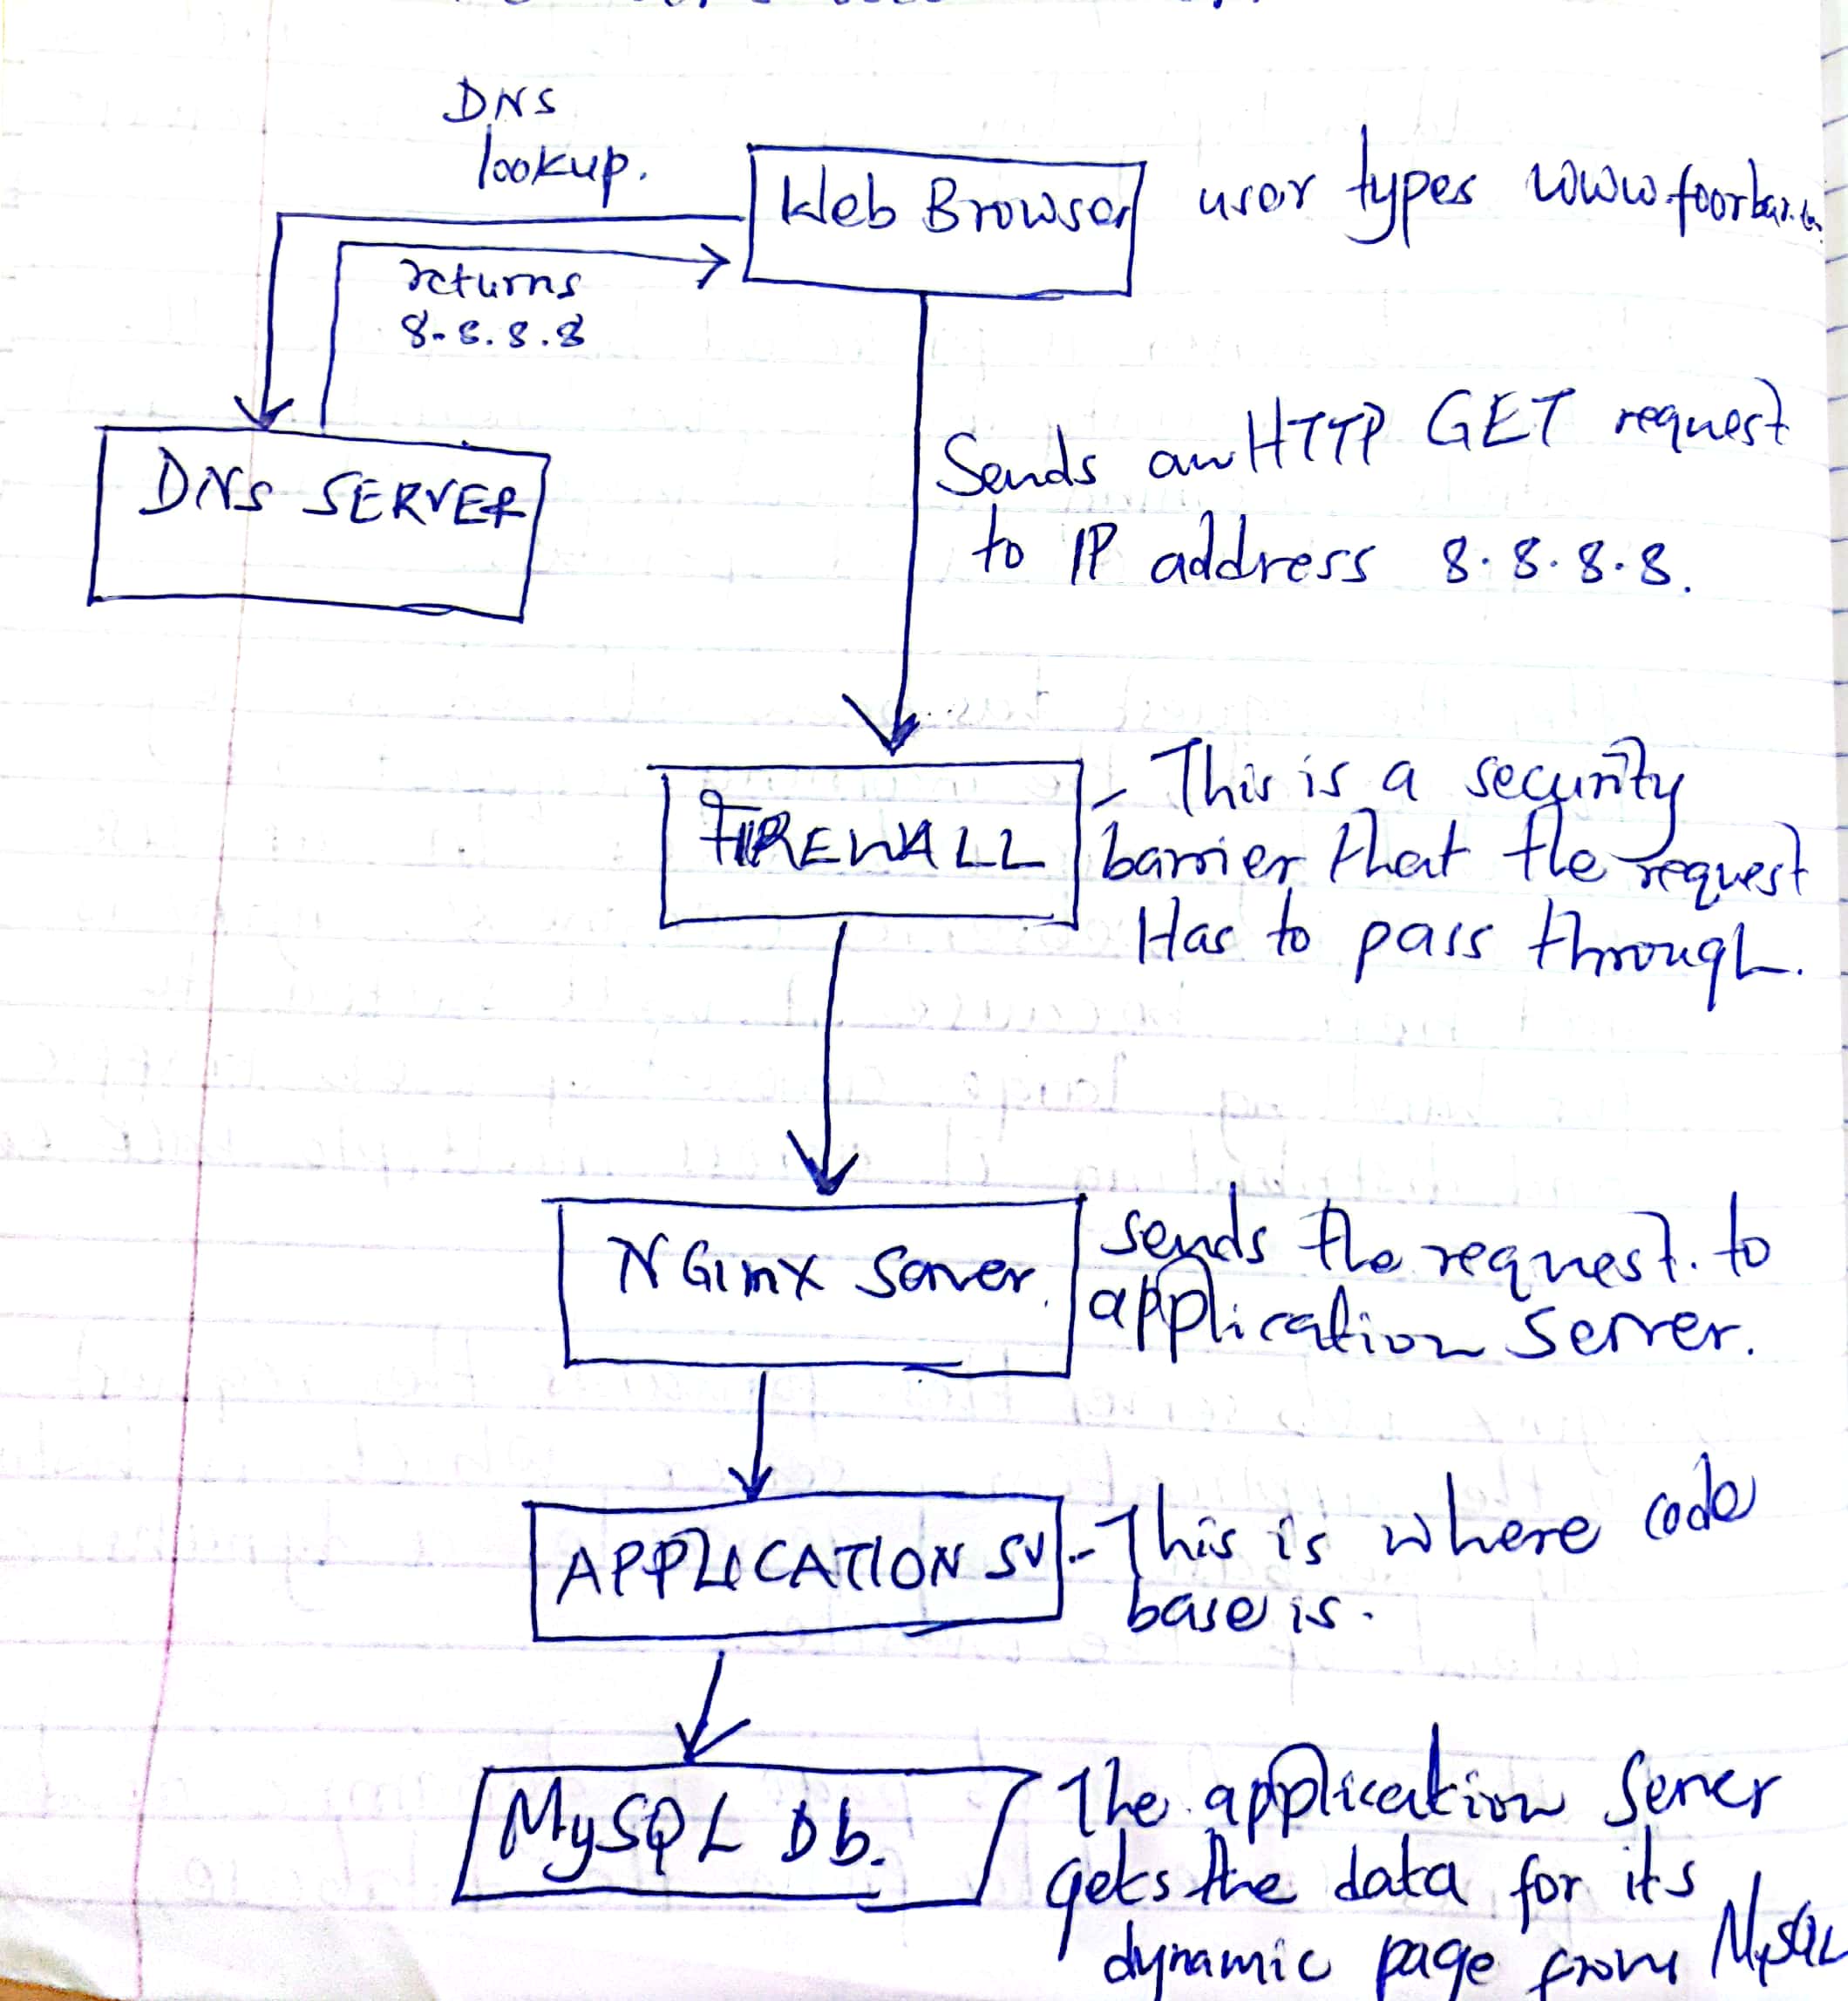 DNS
lookup.
Web Browser
user types www.foorbar.
returns
8.8.8.8
DNS SERVER
Sends an HTTP GET request
to IP address 8.8.8.8.
FIREWALL
- This is a security
barrier that the request
Has to pass through.
NGinx Server.
sends the request. to
application server.
APPLICATION SV
- This is where code
base is.
MySQL Db.
The application server
gets the data for its
dynamic page from MySQL